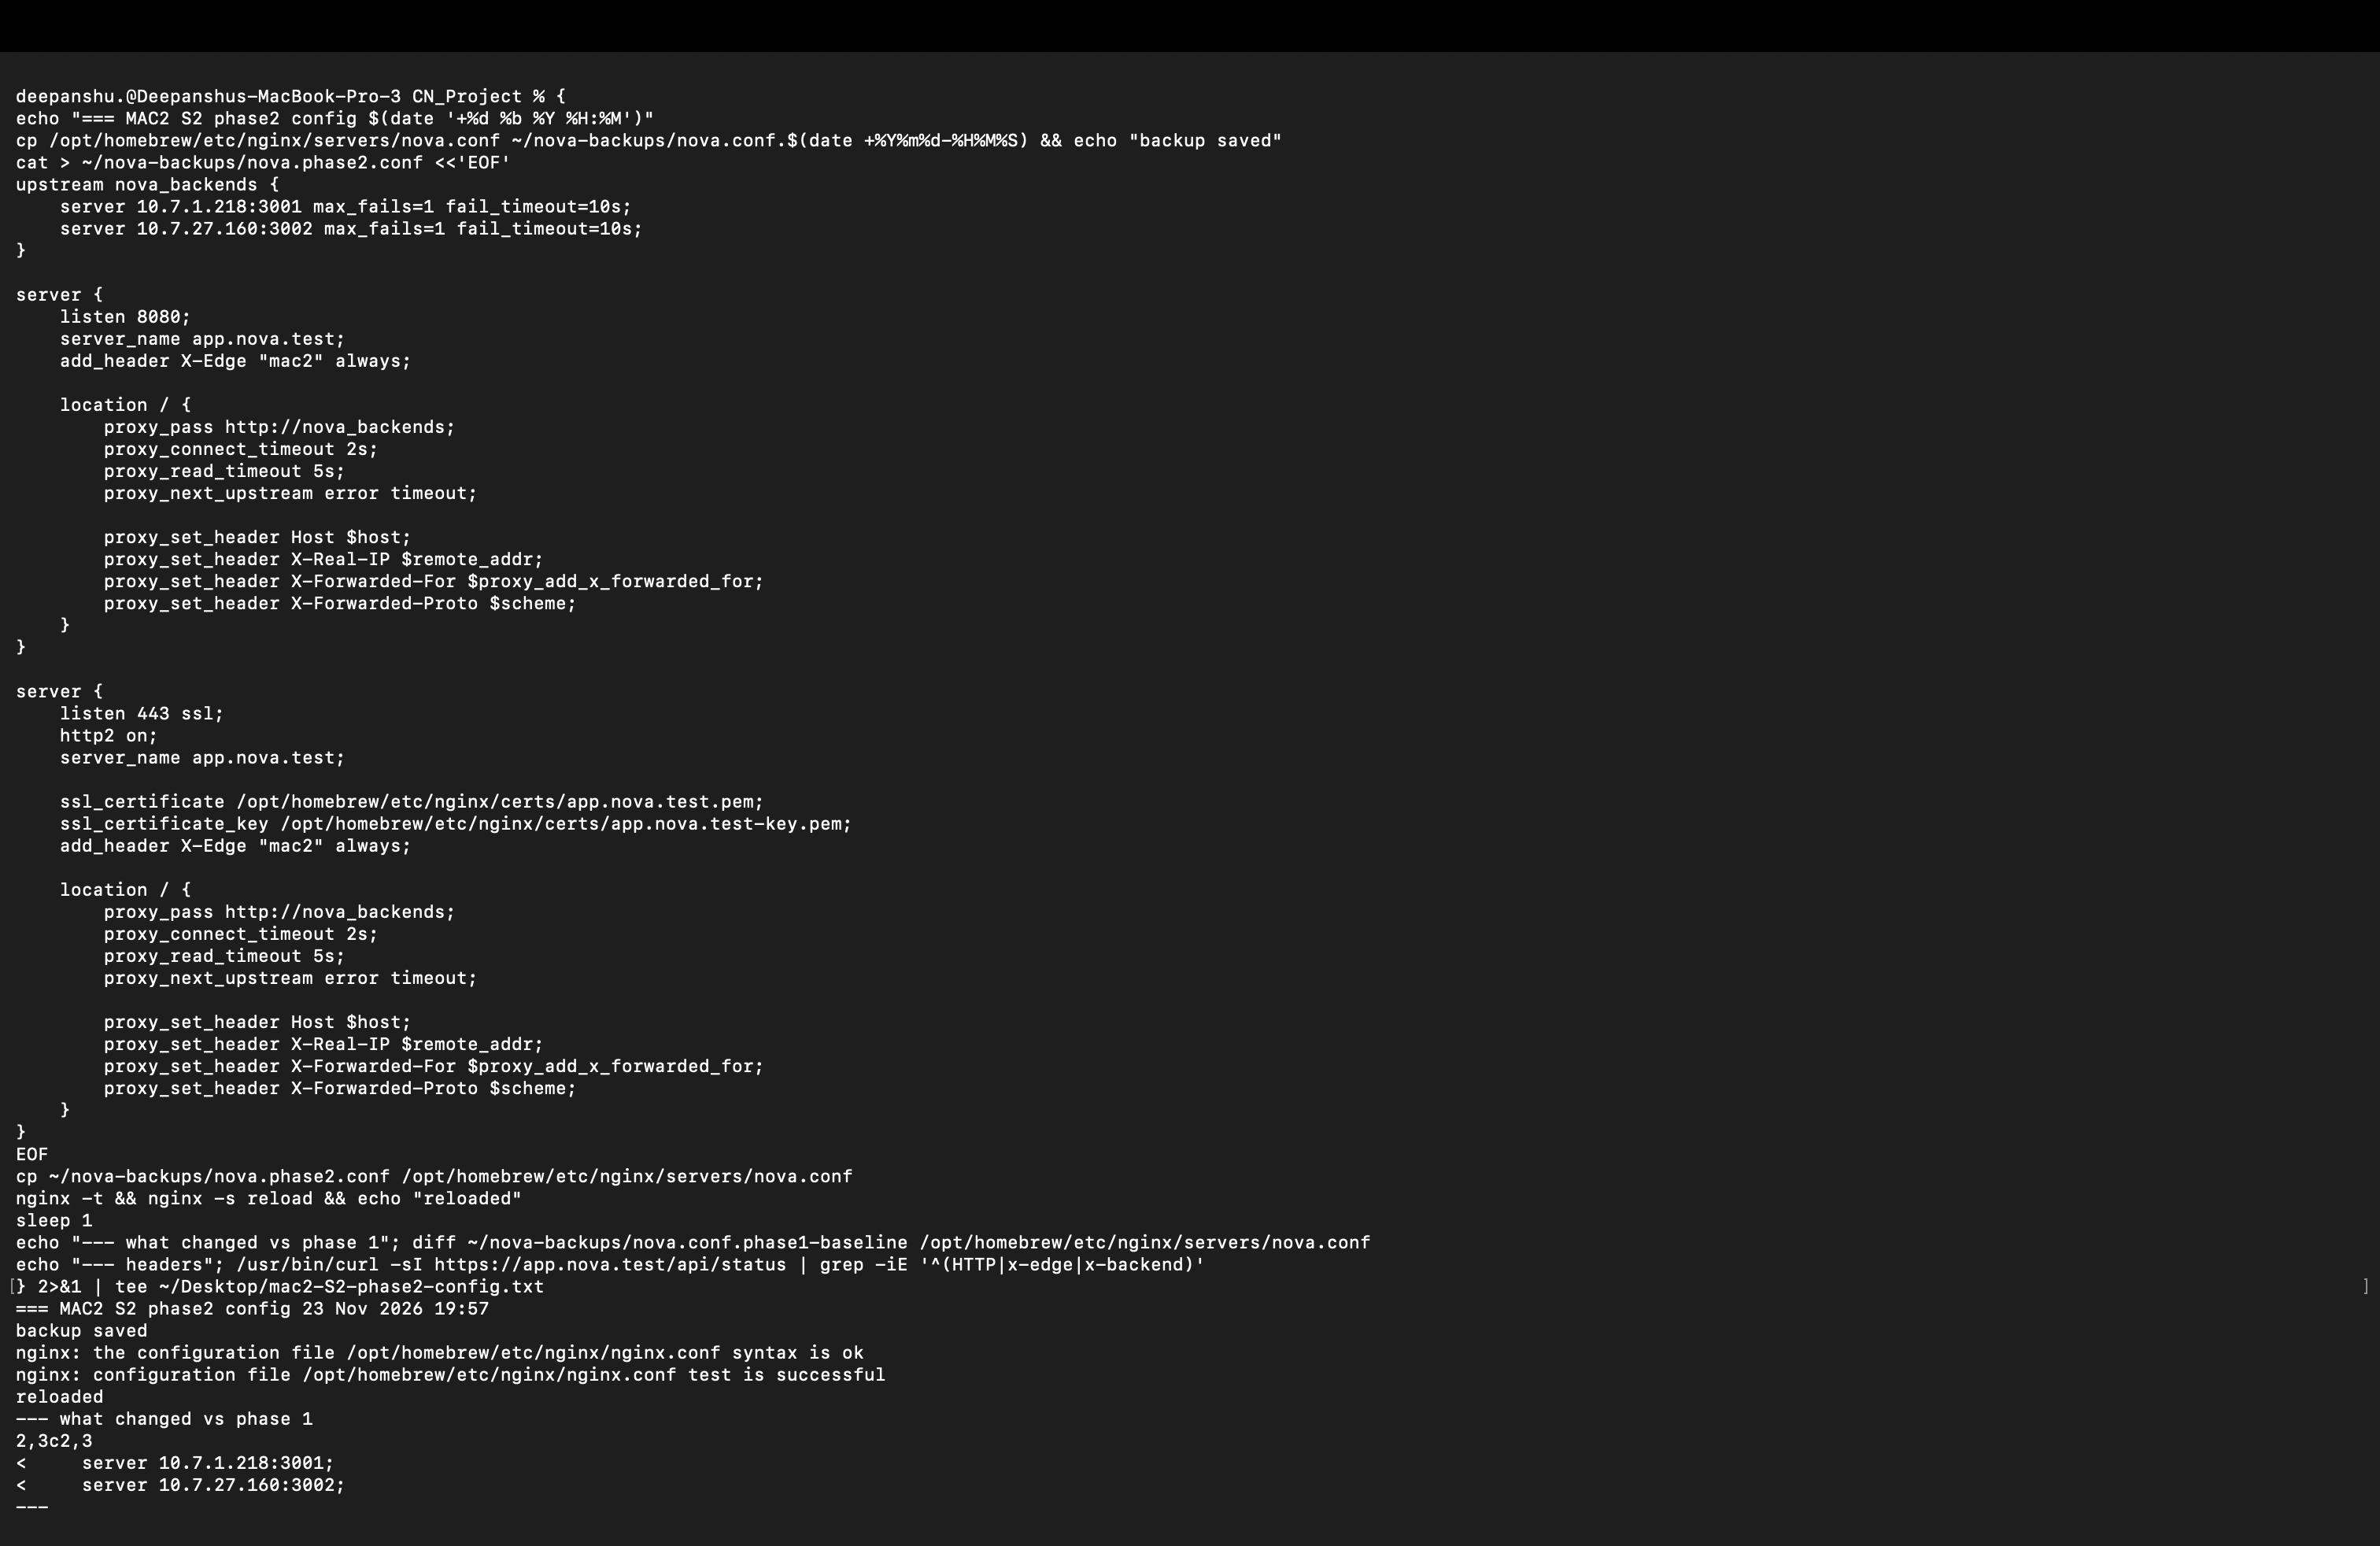 deepanshu.@Deepanshus-MacBook-Pro-3 CN_Project % {
echo "=== MAC2 S2 phase2 config $(date '+%d %b %Y %H:%M')"
cp /opt/homebrew/etc/nginx/servers/nova.conf ~/nova-backups/nova.conf.$(date +%Y%m%d-%H%M%S) && echo "backup saved"
cat > ~/nova-backups/nova.phase2.conf <<'EOF'
upstream nova_backends {
    server 10.7.1.218:3001 max_fails=1 fail_timeout=10s;
    server 10.7.27.160:3002 max_fails=1 fail_timeout=10s;
}

server {
    listen 8080;
    server_name app.nova.test;
    add_header X-Edge "mac2" always;

    location / {
        proxy_pass http://nova_backends;
        proxy_connect_timeout 2s;
        proxy_read_timeout 5s;
        proxy_next_upstream error timeout;

        proxy_set_header Host $host;
        proxy_set_header X-Real-IP $remote_addr;
        proxy_set_header X-Forwarded-For $proxy_add_x_forwarded_for;
        proxy_set_header X-Forwarded-Proto $scheme;
    }
}

server {
    listen 443 ssl;
    http2 on;
    server_name app.nova.test;

    ssl_certificate /opt/homebrew/etc/nginx/certs/app.nova.test.pem;
    ssl_certificate_key /opt/homebrew/etc/nginx/certs/app.nova.test-key.pem;
    add_header X-Edge "mac2" always;

    location / {
        proxy_pass http://nova_backends;
        proxy_connect_timeout 2s;
        proxy_read_timeout 5s;
        proxy_next_upstream error timeout;

        proxy_set_header Host $host;
        proxy_set_header X-Real-IP $remote_addr;
        proxy_set_header X-Forwarded-For $proxy_add_x_forwarded_for;
        proxy_set_header X-Forwarded-Proto $scheme;
    }
}
EOF
cp ~/nova-backups/nova.phase2.conf /opt/homebrew/etc/nginx/servers/nova.conf
nginx -t && nginx -s reload && echo "reloaded"
sleep 1
echo "--- what changed vs phase 1"; diff ~/nova-backups/nova.conf.phase1-baseline /opt/homebrew/etc/nginx/servers/nova.conf
echo "--- headers"; /usr/bin/curl -sI https://app.nova.test/api/status | grep -iE '^(HTTP|x-edge|x-backend)'
[} 2>&1 | tee ~/Desktop/mac2-S2-phase2-config.txt ]
=== MAC2 S2 phase2 config 23 Nov 2026 19:57
backup saved
nginx: the configuration file /opt/homebrew/etc/nginx/nginx.conf syntax is ok
nginx: configuration file /opt/homebrew/etc/nginx/nginx.conf test is successful
reloaded
--- what changed vs phase 1
2,3c2,3
<     server 10.7.1.218:3001;
<     server 10.7.27.160:3002;
---